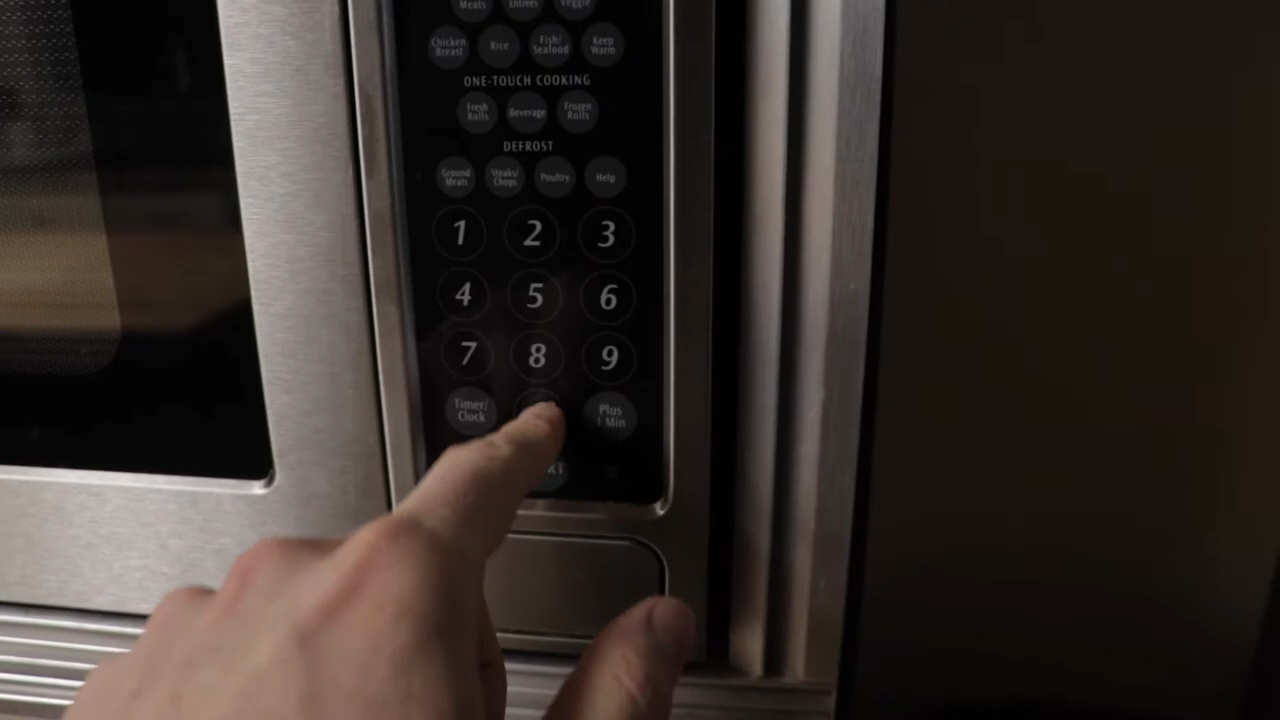 Meats Entrees Veggie
Chicken Breast Rice Fish/ Seafood Keep Warm
ONE-TOUCH COOKING
Fresh Rolls Beverage Frozen Rolls
DEFROST
Ground Meats Steaks/ Chops Poultry Help
1 2 3
4 5 6
7 8 9
Timer/ Clock Plus 1 Min